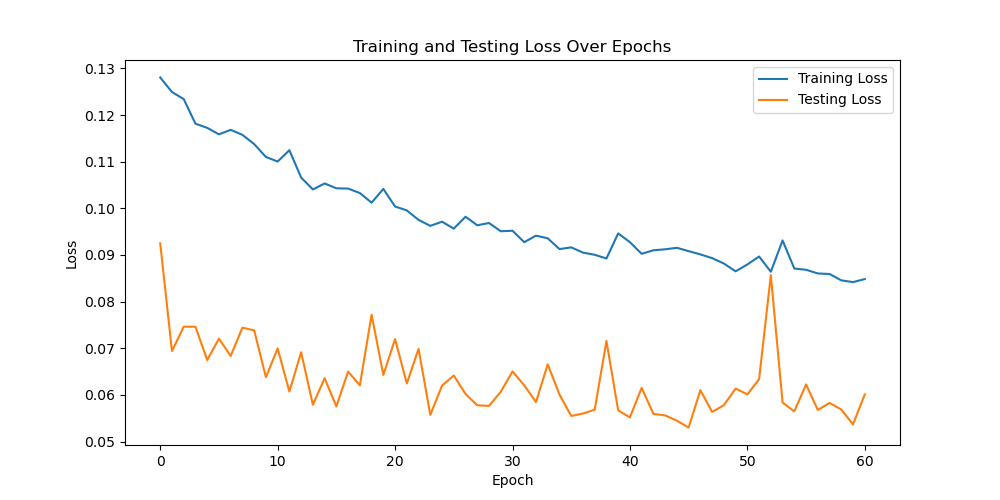 Training and Testing Loss Over Epochs
Training Loss
Testing Loss
Loss
0.13
0.12
0.11
0.10
0.09
0.08
0.07
0.06
0.05
0 10 20 30 40 50 60
Epoch